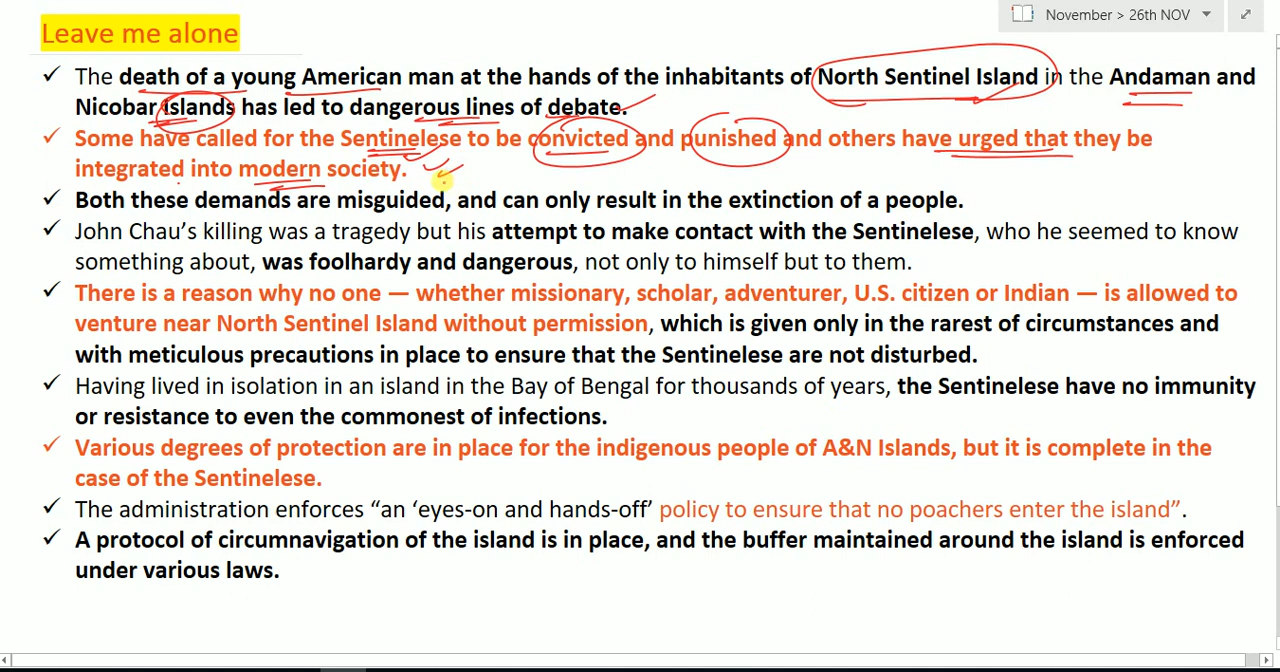 November > 26th NOV
Leave me alone
✓ The death of a young American man at the hands of the inhabitants of North Sentinel Island in the Andaman and
Nicobar islands has led to dangerous lines of debate.
✓ Some have called for the Sentinelese to be convicted and punished and others have urged that they be
integrated into modern society.
✓ Both these demands are misguided, and can only result in the extinction of a people.
✓ John Chau’s killing was a tragedy but his attempt to make contact with the Sentinelese, who he seemed to know
something about, was foolhardy and dangerous, not only to himself but to them.
✓ There is a reason why no one — whether missionary, scholar, adventurer, U.S. citizen or Indian — is allowed to
venture near North Sentinel Island without permission, which is given only in the rarest of circumstances and
with meticulous precautions in place to ensure that the Sentinelese are not disturbed.
✓ Having lived in isolation in an island in the Bay of Bengal for thousands of years, the Sentinelese have no immunity
or resistance to even the commonest of infections.
✓ Various degrees of protection are in place for the indigenous people of A&N Islands, but it is complete in the
case of the Sentinelese.
✓ The administration enforces “an ‘eyes-on and hands-off’ policy to ensure that no poachers enter the island”.
✓ A protocol of circumnavigation of the island is in place, and the buffer maintained around the island is enforced
under various laws.